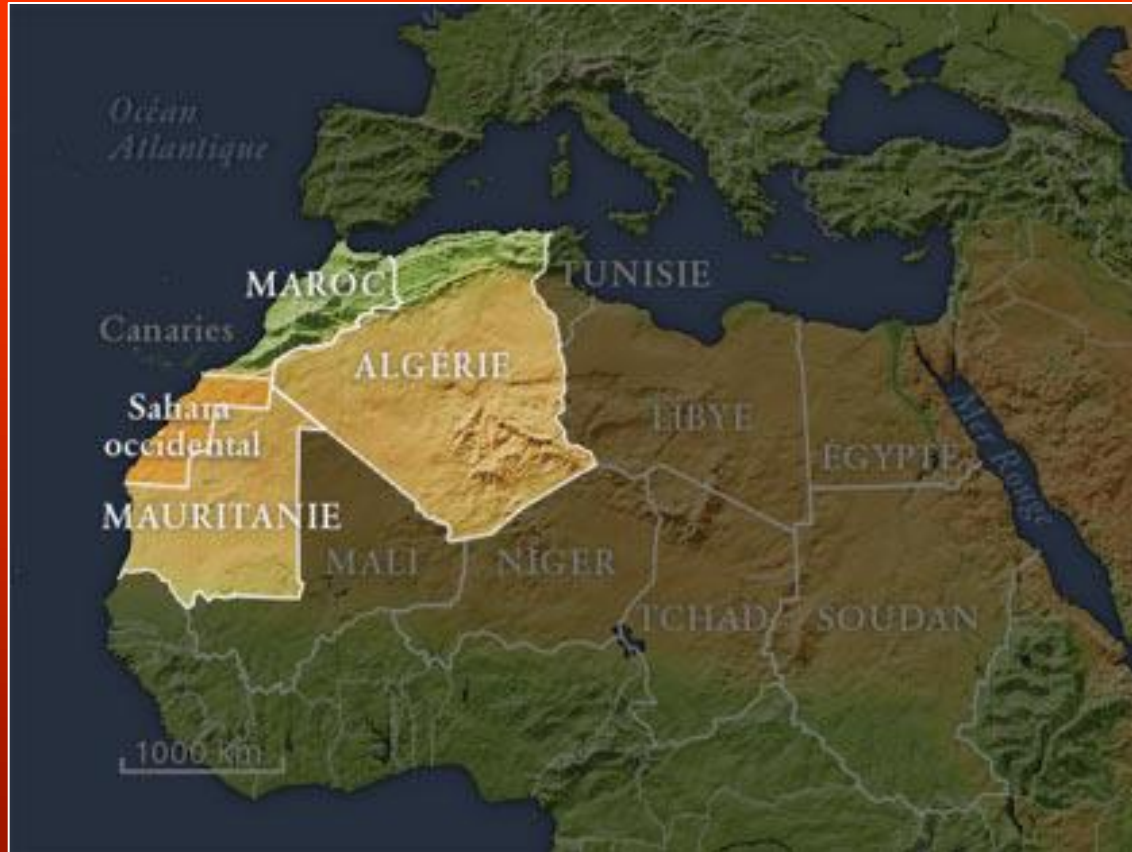 Océan
Atlantique
MAROC
TUNISIE
Canaries
ALGÉRIE
Sahara
occidental
LIBYE
ÉGYPTE
Mer Rouge
MAURITANIE
MALI
NIGER
TCHAD
SOUDAN
1000 km